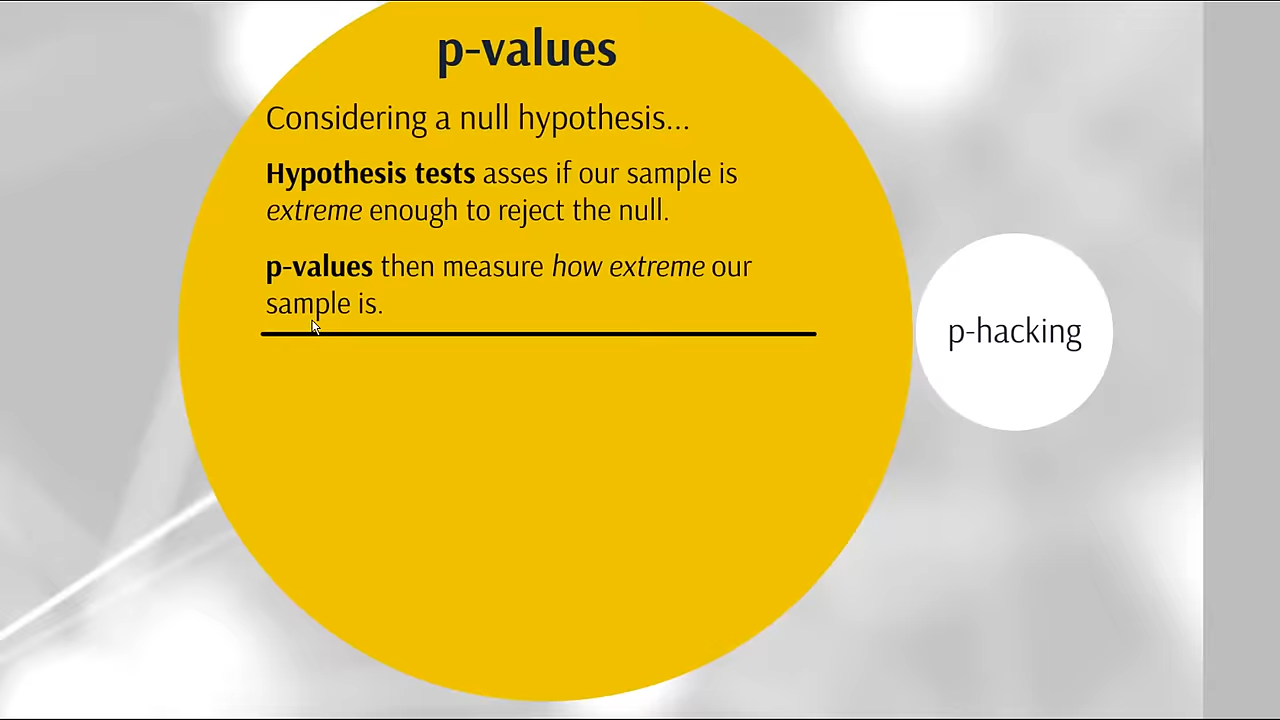 p-values
Considering a null hypothesis...
Hypothesis tests asses if our sample is
extreme enough to reject the null.
p-values then measure how extreme our
sample is.
p-hacking